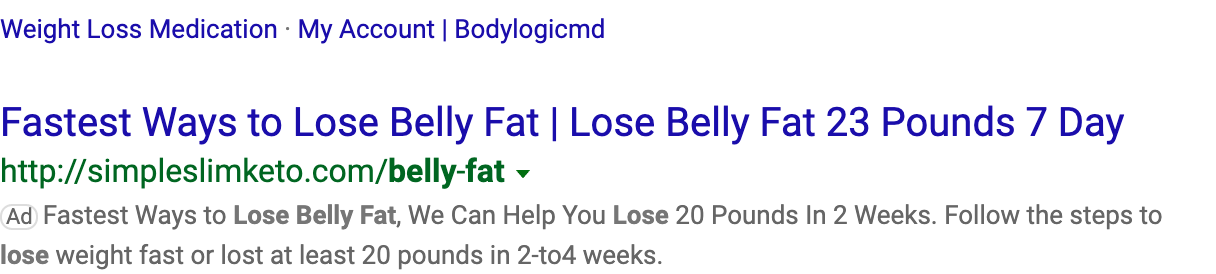 Weight Loss Medication · My Account | Bodylogicmd
Fastest Ways to Lose Belly Fat | Lose Belly Fat 23 Pounds 7 Day
http://simpleslimketo.com/belly-fat
Ad Fastest Ways to Lose Belly Fat, We Can Help You Lose 20 Pounds In 2 Weeks. Follow the steps to
lose weight fast or lost at least 20 pounds in 2-to4 weeks.